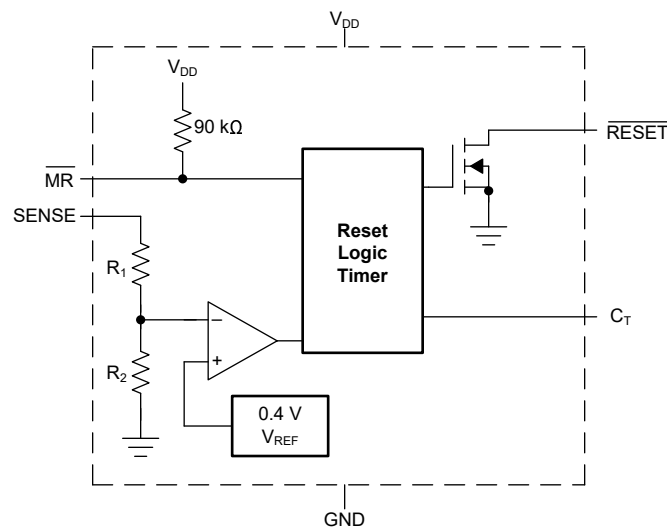 VDD
VDD
90 kΩ
RESET
MR
SENSE
Reset
Logic
Timer
R1
CT
−
R2
+
0.4 V
VREF
GND